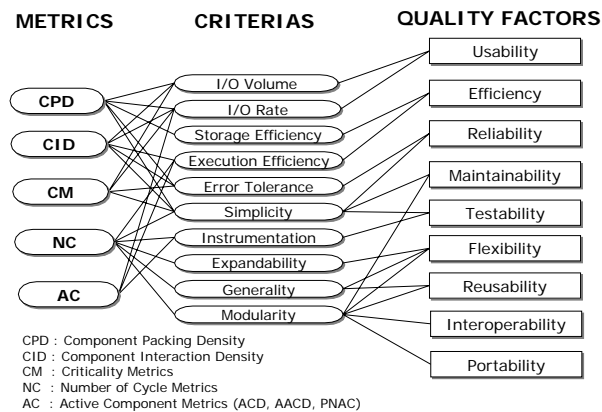 METRICS CRITERIAS QUALITY FACTORS
CPD
CID
CM
NC
AC
I/O Volume
I/O Rate
Storage Efficiency
Execution Efficiency
Error Tolerance
Simplicity
Instrumentation
Expandability
Generality
Modularity
Usability
Efficiency
Reliability
Maintainability
Testability
Flexibility
Reusability
Interoperability
Portability
CPD : Component Packing Density
CID : Component Interaction Density
CM : Criticality Metrics
NC : Number of Cycle Metrics
AC : Active Component Metrics (ACD, AACD, PNAC)